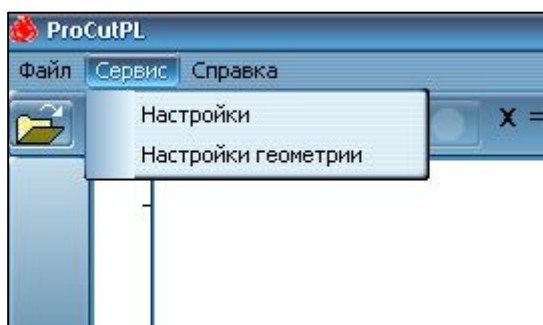 ProCutPL
Файл Сервис Справка
Настройки
X =
Настройки геометрии